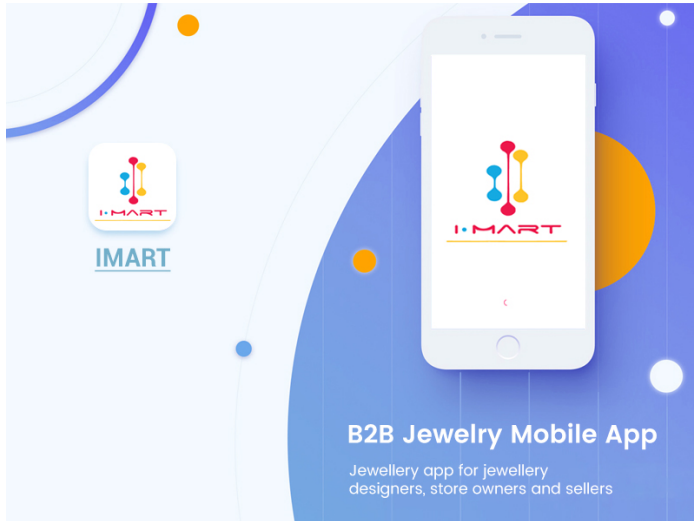 I·MART
IMART
I·MART
B2B Jewelry Mobile App
Jewellery app for jewellery
designers, store owners and sellers